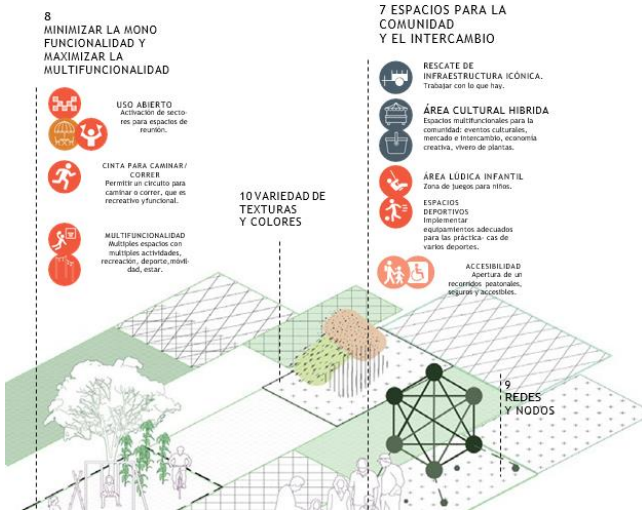 8
MINIMIZAR LA MONO
FUNCIONALIDAD Y
MAXIMIZAR LA
MULTIFUNCIONALIDAD
USO ABIERTO
Activación de secto-
res para espacios de
reunión.
CINTA PARA CAMINAR/
CORRER
Permitir un circuito para
caminar o correr, que es
recreativo y funcional.
MULTIFUNCIONALIDAD
Multiples espacios con
multiples actividades,
recreación, deporte, movili-
dad, estar.
10 VARIEDAD DE
TEXTURAS
Y COLORES
7 ESPACIOS PARA LA
COMUNIDAD
Y EL INTERCAMBIO
RESCATE DE
INFRAESTRUCTURA ICÓNICA.
Trabajar con lo que hay.
ÁREA CULTURAL HIBRIDA
Espacios multifuncionales para la
comunidad: eventos culturales,
mercado e intercambio, economía
creativa, vivero de plantas.
ÁREA LÚDICA INFANTIL
Zona de juegos para niños.
ESPACIOS
DEPORTIVOS
Implementar
equipamientos adecuados
para las práctica- cas de
varios deportes.
ACCESIBILIDAD
Apertura de un
recorridos peatonales,
seguros y accesibles.
9
REDES
Y NODOS